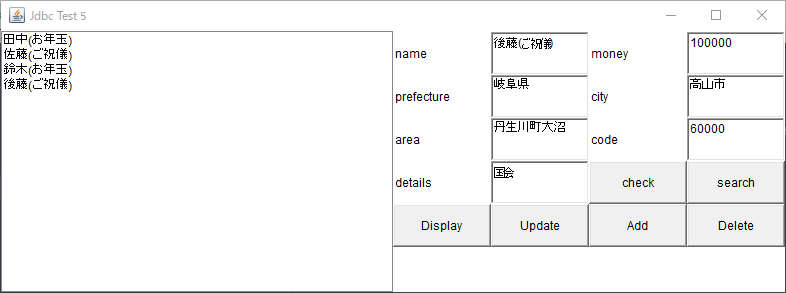 Jdbc Test 5
田中(お年玉)
佐藤(ご祝儀)
鈴木(お年玉)
後藤(ご祝儀)
name 後藤(ご祝儀) money 100000
prefecture 岐阜県 city 高山市
area 丹生川町大沼 code 60000
details 国会 check search
Display Update Add Delete